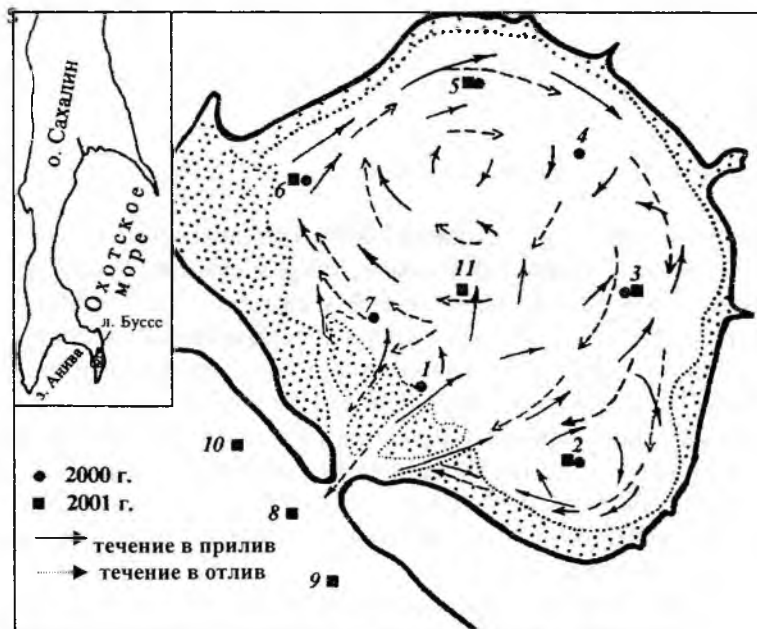 о. Сахалин
Охотское
море
л. Буссе
з. Анива
5
4
6
11
3
7
1
10
2
8
9
2000 г.
2001 г.
течение в прилив
течение в отлив